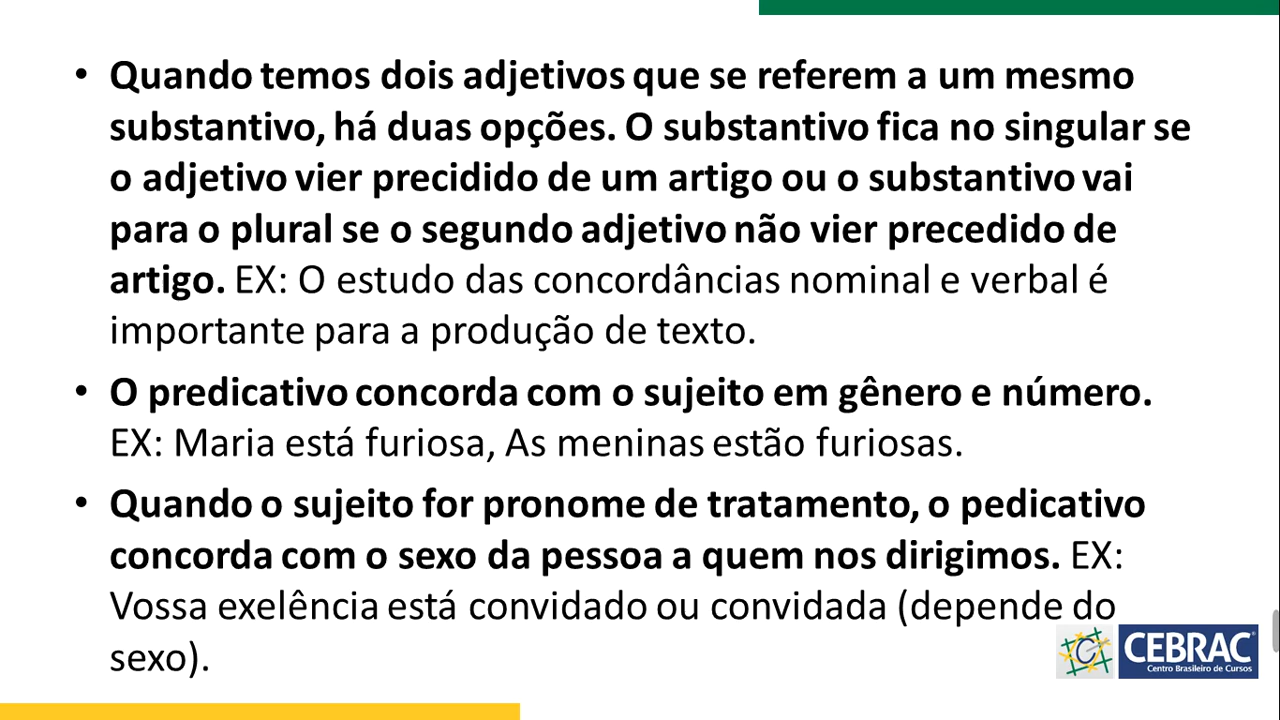 • Quando temos dois adjetivos que se referem a um mesmo
substantivo, há duas opções. O substantivo fica no singular se
o adjetivo vier precidido de um artigo ou o substantivo vai
para o plural se o segundo adjetivo não vier precedido de
artigo. EX: O estudo das concordâncias nominal e verbal é
importante para a produção de texto.
• O predicativo concorda com o sujeito em gênero e número.
EX: Maria está furiosa, As meninas estão furiosas.
• Quando o sujeito for pronome de tratamento, o pedicativo
concorda com o sexo da pessoa a quem nos dirigimos. EX:
Vossa exelência está convidado ou convidada (depende do
sexo).
C CEBRAC®
Centro Brasileiro de Cursos